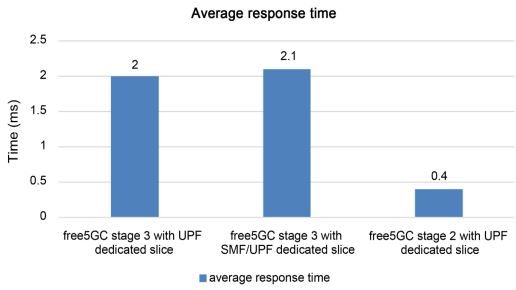 Average response time
Time (ms)
2.5
2
1.5
1
0.5
0
2
2.1
0.4
free5GC stage 3 with UPF
dedicated slice
free5GC stage 3 with
SMF/UPF dedicated slice
free5GC stage 2 with UPF
dedicated slice
average response time